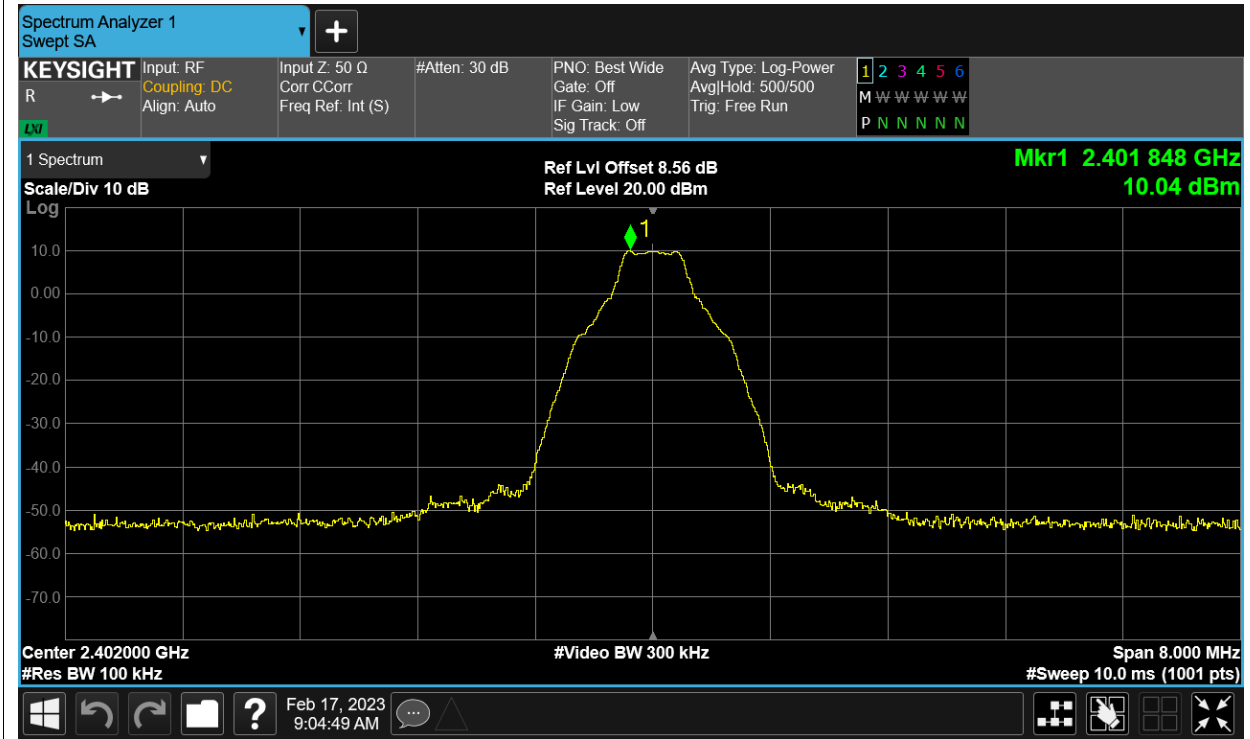 Spectrum Analyzer 1
Swept SA
KEYSIGHT
R
LXI
Input: RF
Coupling: DC
Align: Auto
Input Z: 50 Ω
Corr CCorr
Freq Ref: Int (S)
#Atten: 30 dB
PNO: Best Wide
Gate: Off
IF Gain: Low
Sig Track: Off
Avg Type: Log-Power
Avg|Hold: 500/500
Trig: Free Run
1 2 3 4 5 6
M W W W W W
P N N N N N
1 Spectrum
Scale/Div 10 dB
Log
Ref Lvl Offset 8.56 dB
Ref Level 20.00 dBm
Mkr1 2.401 848 GHz
10.04 dBm
1
10.0
0.00
-10.0
-20.0
-30.0
-40.0
-50.0
-60.0
-70.0
Center 2.402000 GHz
#Video BW 300 kHz
Span 8.000 MHz
#Res BW 100 kHz
#Sweep 10.0 ms (1001 pts)
?
Feb 17, 2023
9:04:49 AM